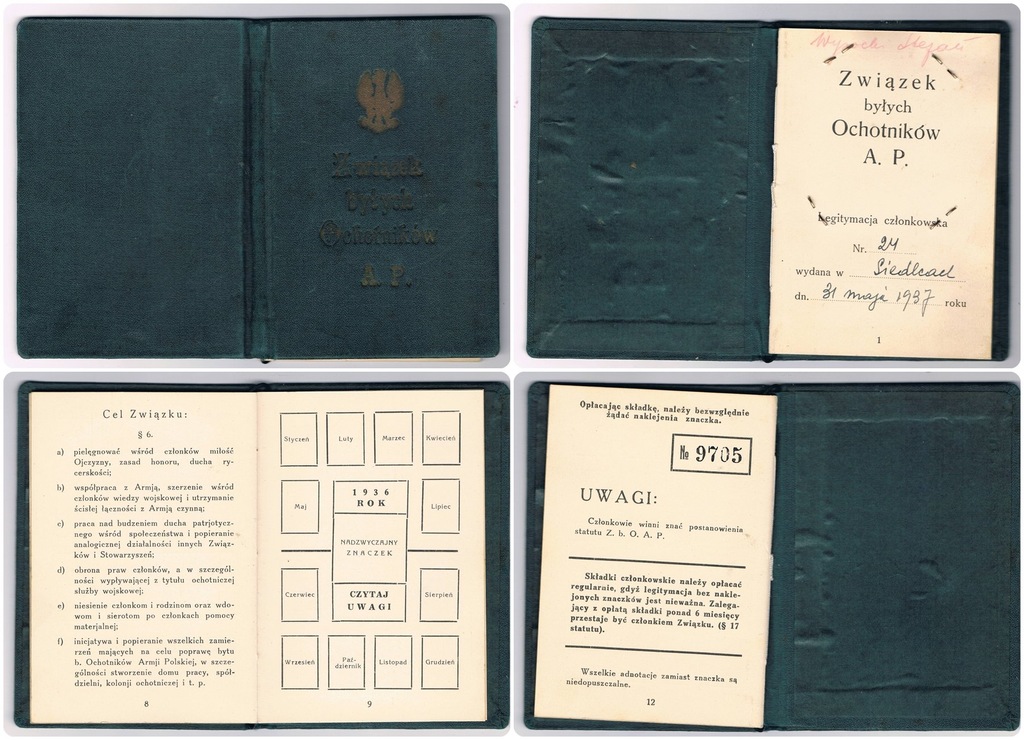 Związek
byłych
Ochotników
A. P.
Stefan
Związek
byłych
Ochotników
A. P.
Legitymacja członkowska
Nr. 24
wydana w Siedlcach
dn. 31 maja 1937 roku
1
Cel Związku:
§ 6.
a) pielęgnować wśród członków miłość
Ojczyzny, zasad honoru, ducha ry-
cerskości;
b) współpraca z Armją, szerzenie wśród
członków wiedzy wojskowej i utrzymanie
ścisłej łączności z Armją czynną;
c) praca nad budzeniem ducha patrjotycz-
nego wśród społeczeństwa i popieranie
analogicznej działalności innych Związ-
ków i Stowarzyszeń;
d) obrona praw członków, a w szczegól-
ności wypływającej z tytułu ochotniczej
służby wojskowej;
e) niesienie członkom i rodzinom oraz wdo-
wom i sierotom po członkach pomocy
materjalnej;
f) inicjatywa i popieranie wszelkich zamie-
rzeń mających na celu poprawę bytu
b. Ochotników Armji Polskiej, w szcze-
gólności stworzenie domu pracy, spół-
dzielni, kolonji ochotniczej i t. p.
8
Styczeń Luty Marzec Kwiecień
Maj 1936 ROK Lipiec
NADZWYCZAJNY
ZNACZEK
Czerwiec CZYTAJ Sierpień
UWAGI
Wrzesień Paź-
dziernik Listopad Grudzień
9
Opłacając składkę, należy bezwzględnie
żądać naklejenia znaczka.
№ 9705
UWAGI:
Członkowie winni znać postanowienia
statutu Z. b. O. A. P.
Składki członkowskie należy opłacać
regularnie, gdyż legitymacja bez nakle-
jonych znaczków jest nieważna. Zalega-
jący z opłatą składki ponad 6 miesięcy
przestaje być członkiem Związku. (§ 17
statutu).
Wszelkie adnotacje zamiast znaczka są
niedopuszczalne.
12